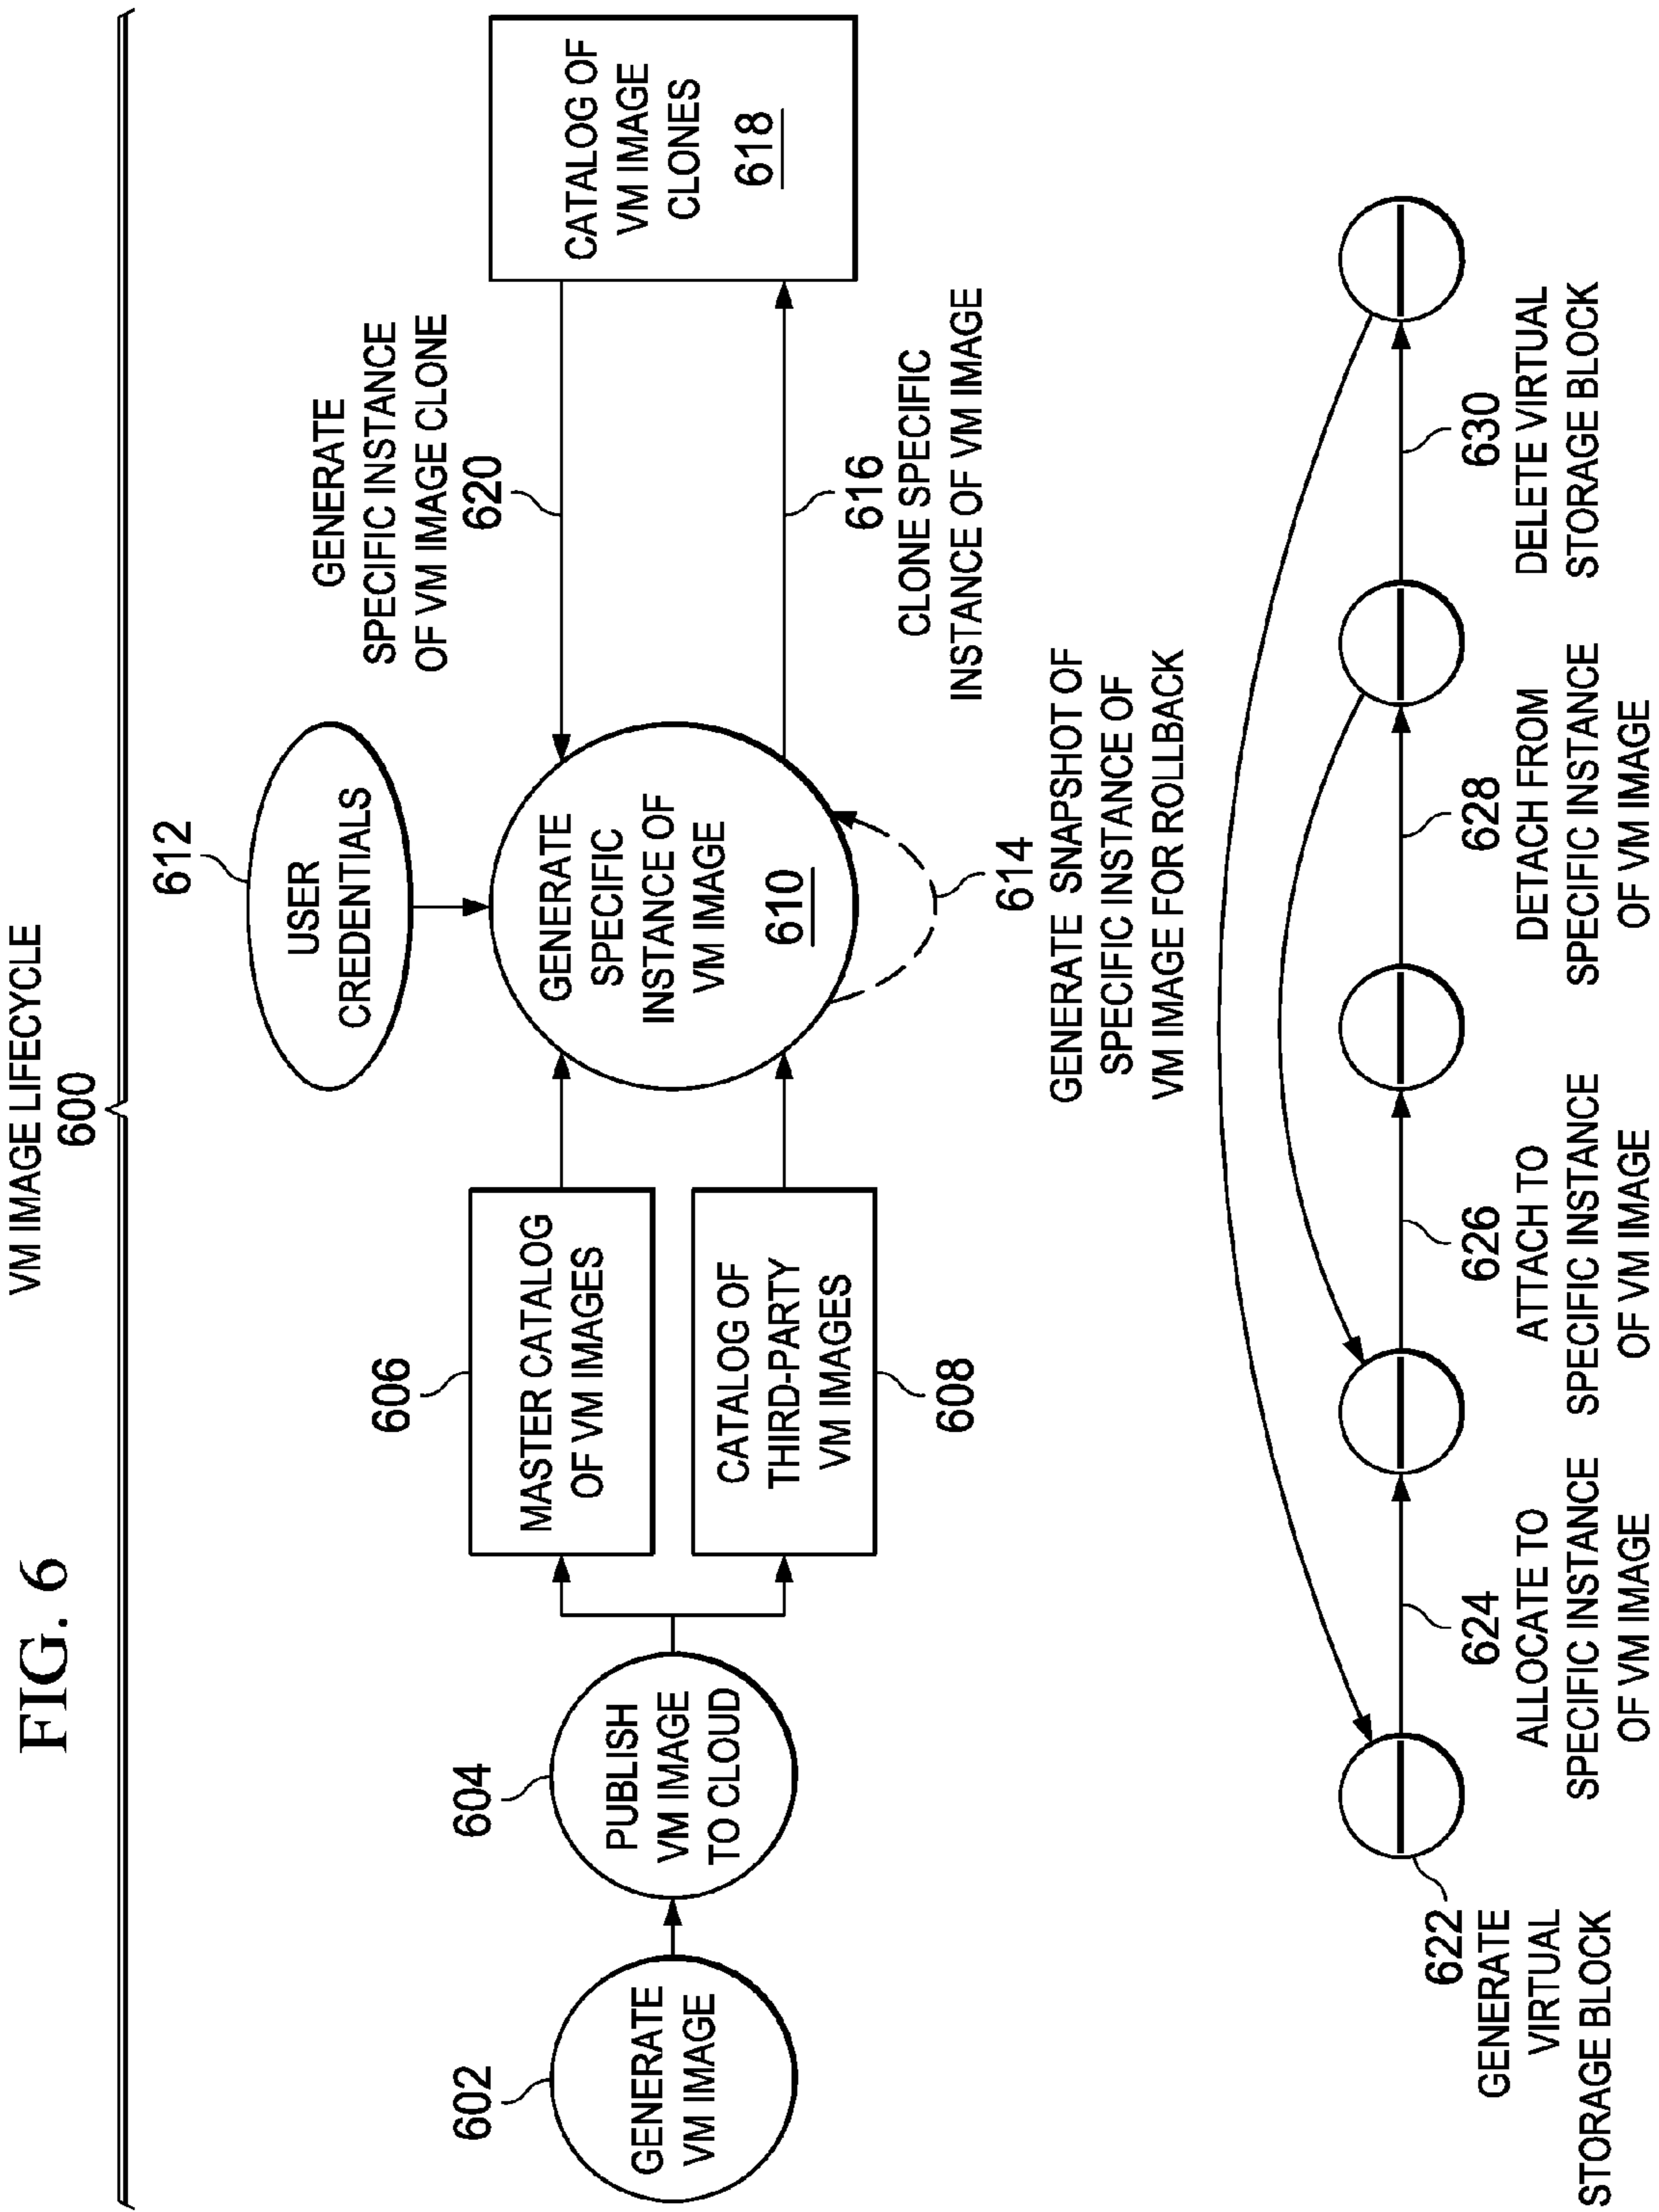 FIG. 6
VM IMAGE LIFECYCLE
600
612
USER
CREDENTIALS
602
GENERATE
VM IMAGE
604
PUBLISH
VM IMAGE
TO CLOUD
606
MASTER CATALOG
OF VM IMAGES
CATALOG OF
THIRD-PARTY
VM IMAGES
608
GENERATE
SPECIFIC
INSTANCE OF
VM IMAGE
610
614
GENERATE SNAPSHOT OF
SPECIFIC INSTANCE OF
VM IMAGE FOR ROLLBACK
GENERATE
SPECIFIC INSTANCE
OF VM IMAGE CLONE
620
616
CLONE SPECIFIC
INSTANCE OF VM IMAGE
CATALOG OF
VM IMAGE
CLONES
618
622
GENERATE
VIRTUAL
STORAGE BLOCK
624
ALLOCATE TO
SPECIFIC INSTANCE
OF VM IMAGE
626
ATTACH TO
SPECIFIC INSTANCE
OF VM IMAGE
628
DETACH FROM
SPECIFIC INSTANCE
OF VM IMAGE
630
DELETE VIRTUAL
STORAGE BLOCK